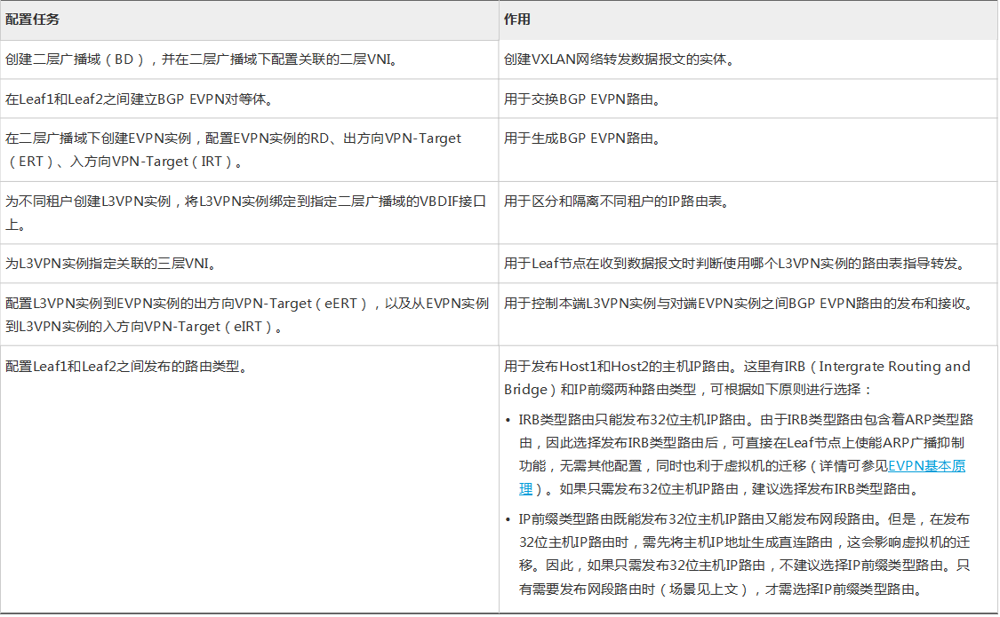 配置任务
作用
创建二层广播域（BD），并在二层广播域下配置关联的二层VNI。
创建VXLAN网络转发数据报文的实体。
在Leaf1和Leaf2之间建立BGP EVPN对等体。
用于交换BGP EVPN路由。
在二层广播域下创建EVPN实例，配置EVPN实例的RD、出方向VPN-Target
（ERT）、入方向VPN-Target（IRT）。
用于生成BGP EVPN路由。
为不同租户创建L3VPN实例，将L3VPN实例绑定到指定二层广播域的VBDIF接口
上。
用于区分和隔离不同租户的IP路由表。
为L3VPN实例指定关联的三层VNI。
用于Leaf节点在收到数据报文时判断使用哪个L3VPN实例的路由表指导转发。
配置L3VPN实例到EVPN实例的出方向VPN-Target（eERT），以及从EVPN实例
到L3VPN实例的入方向VPN-Target（eIRT）。
用于控制本端L3VPN实例与对端EVPN实例之间BGP EVPN路由的发布和接收。
配置Leaf1和Leaf2之间发布的路由类型。
用于发布Host1和Host2的主机IP路由。这里有IRB（Intergrate Routing and
Bridge）和IP前缀两种路由类型，可根据如下原则进行选择：
• IRB类型路由只能发布32位主机IP路由。由于IRB类型路由包含着ARP类型路
由，因此选择发布IRB类型路由后，可直接在Leaf节点上使能ARP广播抑制
功能，无需其他配置，同时也利于虚拟机的迁移（详情可参见EVPN基本原
理）。如果只需发布32位主机IP路由，建议选择发布IRB类型路由。
• IP前缀类型路由既能发布32位主机IP路由又能发布网段路由。但是，在发布
32位主机IP路由时，需先将主机IP地址生成直连路由，这会影响虚拟机的迁
移。因此，如果只需发布32位主机IP路由，不建议选择IP前缀类型路由。只
有需要发布网段路由时（场景见上文），才需选择IP前缀类型路由。